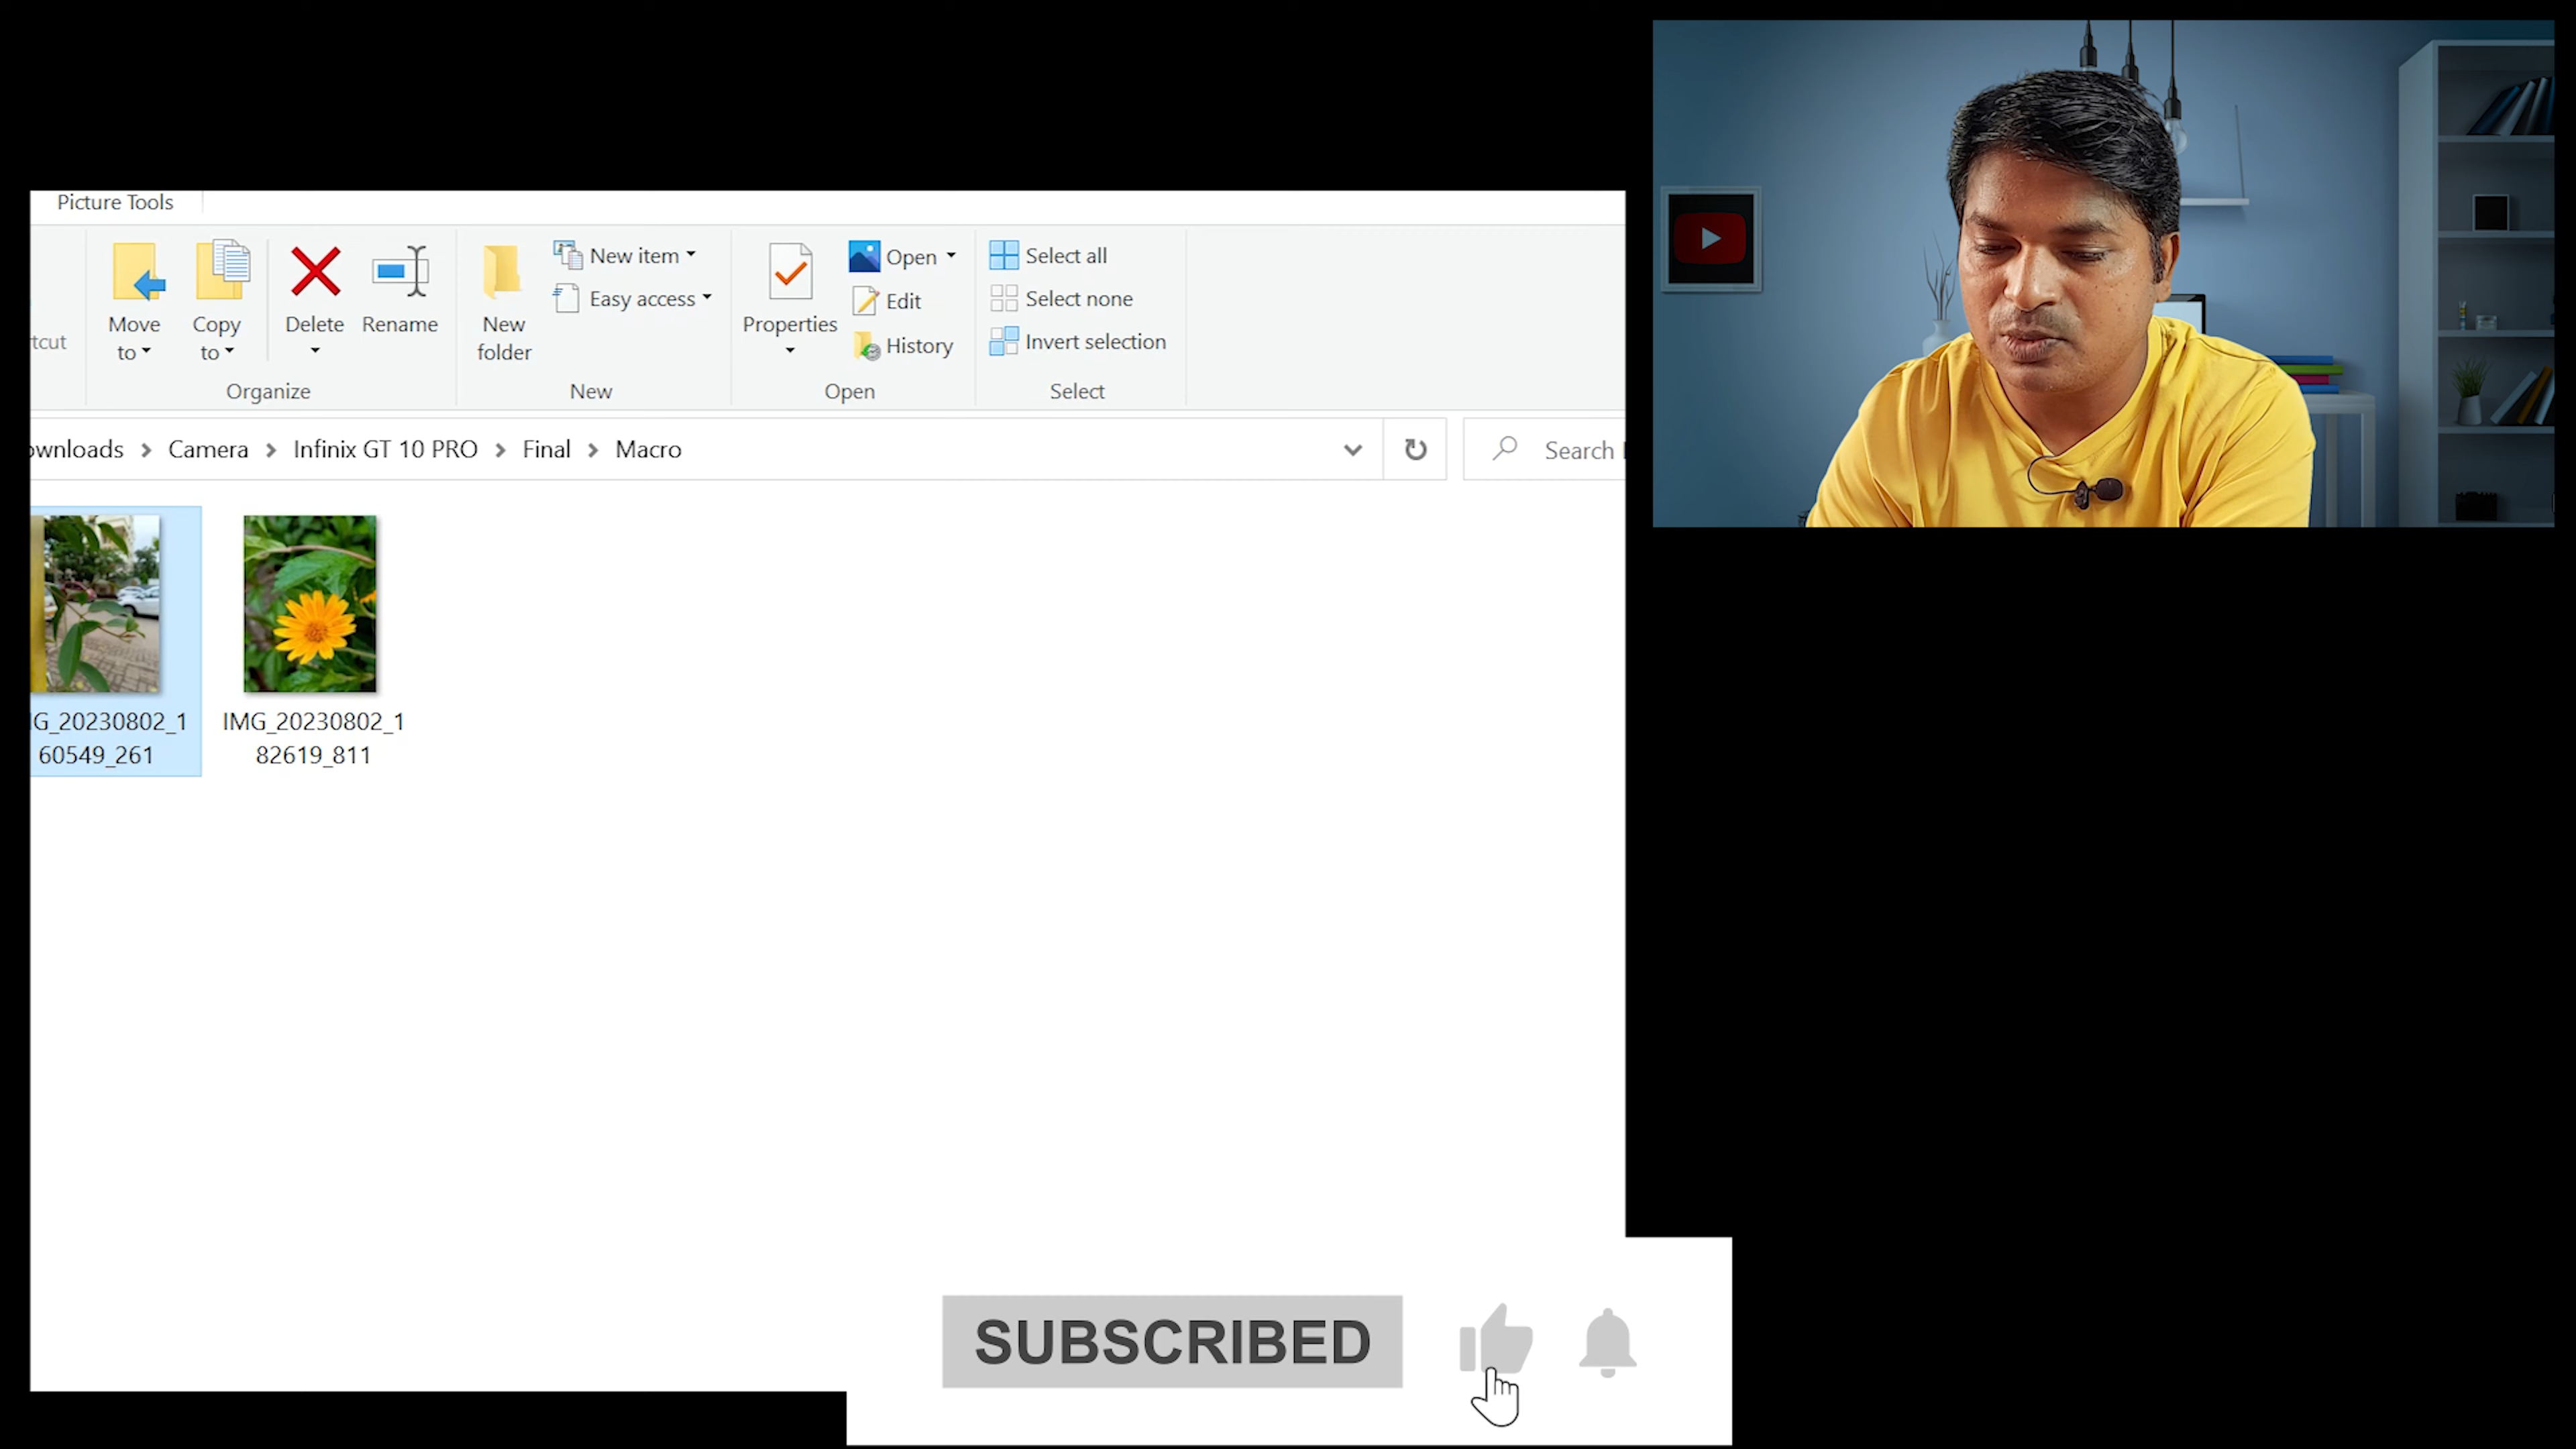 Picture Tools
rtcut
Move
to
Copy
to
Delete
Rename
Organize
New
folder
New item
Easy access
New
Properties
Open
Edit
History
Open
Select all
Select none
Invert selection
Select
ownloads > Camera > Infinix GT 10 PRO > Final > Macro
Search
G_20230802_1
60549_261
IMG_20230802_1
82619_811
SUBSCRIBED